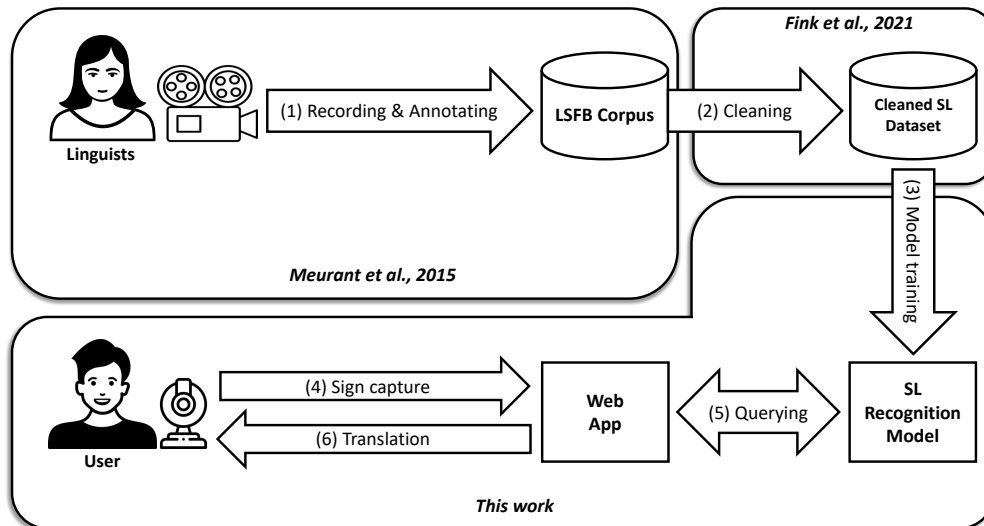 Fink et al., 2021
(1) Recording & Annotating
LSFB Corpus
(2) Cleaning
Cleaned SL
Dataset
Linguists
Meurant et al., 2015
(3) Model training
(4) Sign capture
(6) Translation
Web
App
(5) Querying
SL
Recognition
Model
User
This work